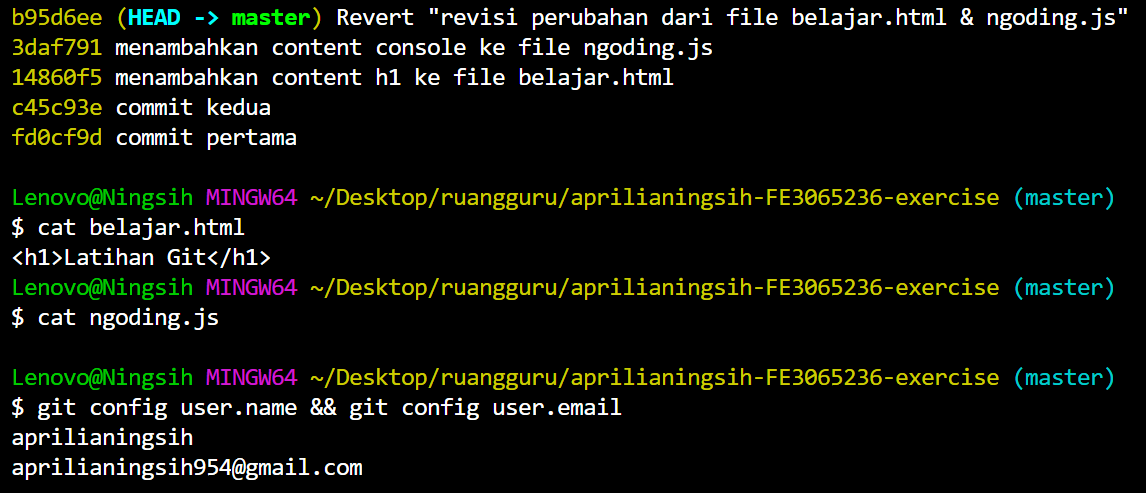 b95d6ee (HEAD -> master) Revert "revisi perubahan dari file belajar.html & ngoding.js"
3daf791 menambahkan content console ke file ngoding.js
14860f5 menambahkan content h1 ke file belajar.html
c45c93e commit kedua
fd0cf9d commit pertama
Lenovo@Ningsih MINGW64 ~/Desktop/ruangguru/aprilianingsih-FE3065236-exercise (master)
$ cat belajar.html
<h1>Latihan Git</h1>
Lenovo@Ningsih MINGW64 ~/Desktop/ruangguru/aprilianingsih-FE3065236-exercise (master)
$ cat ngoding.js
Lenovo@Ningsih MINGW64 ~/Desktop/ruangguru/aprilianingsih-FE3065236-exercise (master)
$ git config user.name && git config user.email
aprilianingsih
aprilianingsih954@gmail.com